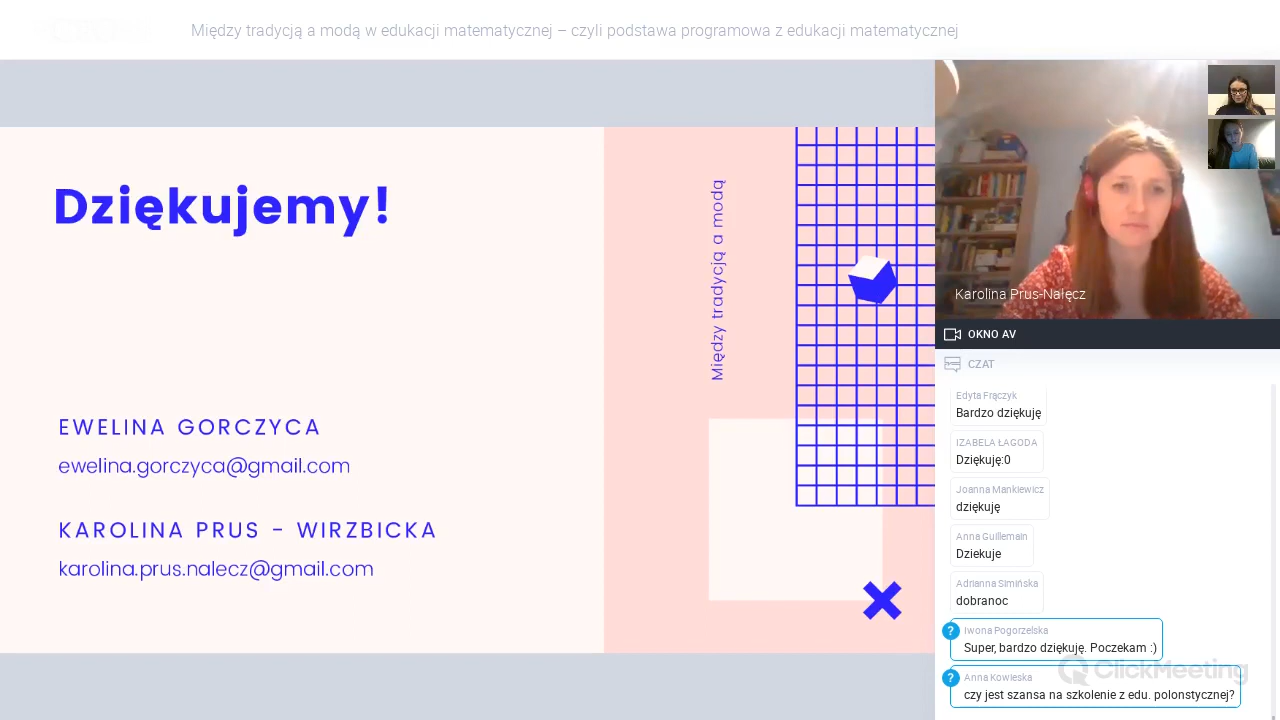 Między tradycją a modą w edukacji matematycznej – czyli podstawa programowa z edukacji matematycznej
Dziękujemy!
EWELINA GORCZYCA
ewelina.gorczyca@gmail.com
KAROLINA PRUS - WIRZBICKA
karolina.prus.nalecz@gmail.com
Między tradycją a modą
Karolina Prus-Nałęcz
OKNO AV
CZAT
Edyta Frączyk
Bardzo dziękuję
IZABELA ŁAGODA
Dziękuję:0
Joanna Mankiewicz
dziękuję
Anna Guillemain
Dziekuje
Adrianna Simińska
dobranoc
? Iwona Pogorzelska
Super, bardzo dziękuję. Poczekam :)
ClickMeeting
? Anna Kowieska
czy jest szansa na szkolenie z edu. polonstycznej?